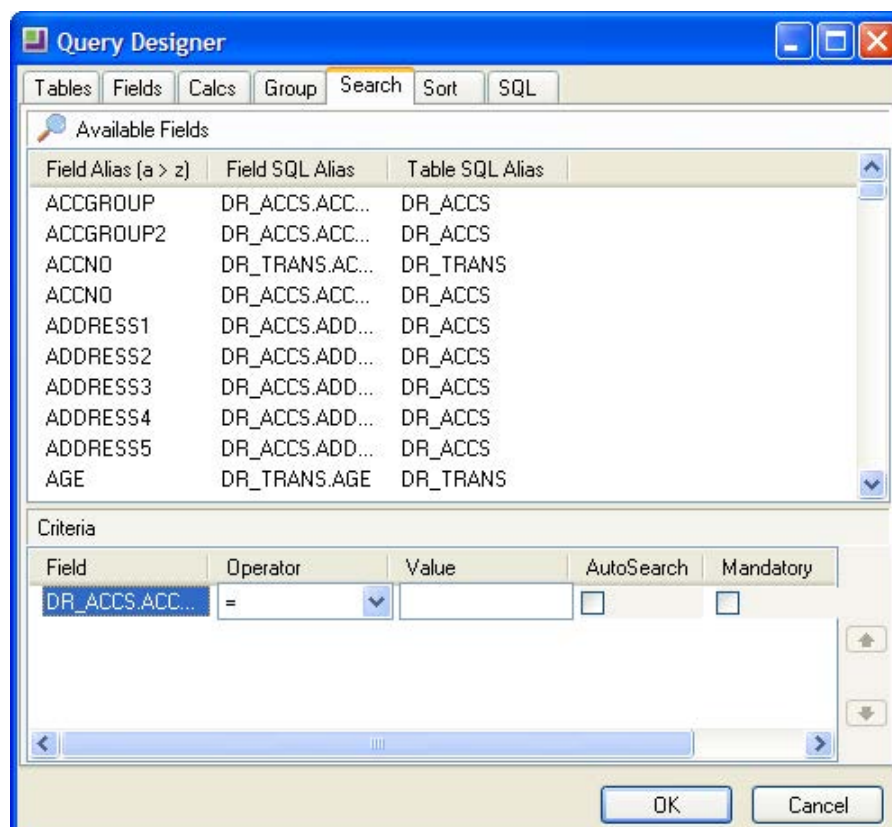 Query Designer
Tables Fields Calcs Group Search Sort SQL
Available Fields
Field Alias (a > z) Field SQL Alias Table SQL Alias
ACCGROUP DR_ACCS.ACC... DR_ACCS
ACCGROUP2 DR_ACCS.ACC... DR_ACCS
ACCNO DR_TRANS.AC... DR_TRANS
ACCNO DR_ACCS.ACC... DR_ACCS
ADDRESS1 DR_ACCS.ADD... DR_ACCS
ADDRESS2 DR_ACCS.ADD... DR_ACCS
ADDRESS3 DR_ACCS.ADD... DR_ACCS
ADDRESS4 DR_ACCS.ADD... DR_ACCS
ADDRESS5 DR_ACCS.ADD... DR_ACCS
AGE DR_TRANS.AGE DR_TRANS
Criteria
Field Operator Value AutoSearch Mandatory
DR_ACCS.ACC... =
OK Cancel